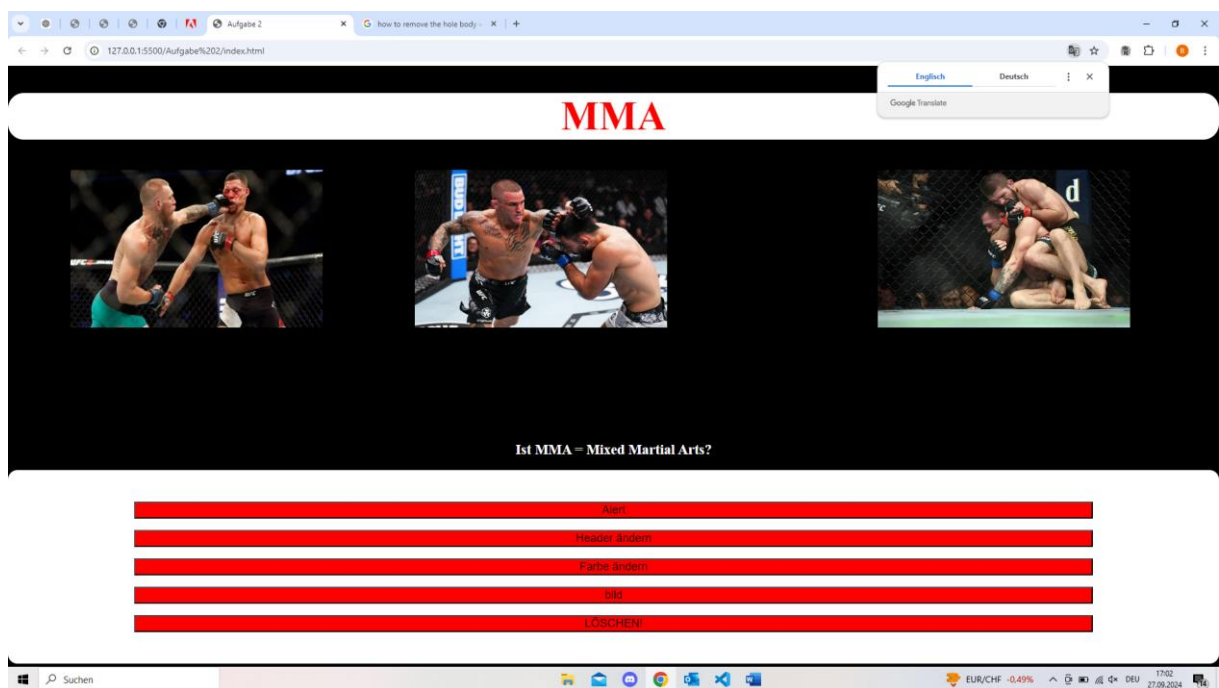 Aufgabe 2
how to remove the hole body
127.0.0.1:5500/Aufgabe%202/index.html
Englisch
Deutsch
Google Translate
MMA
Ist MMA = Mixed Martial Arts?
Alert
Header ändern
Farbe ändern
bild
LÖSCHEN!
Suchen
EUR/CHF -0,49%
DEU
17:02
27.09.2024